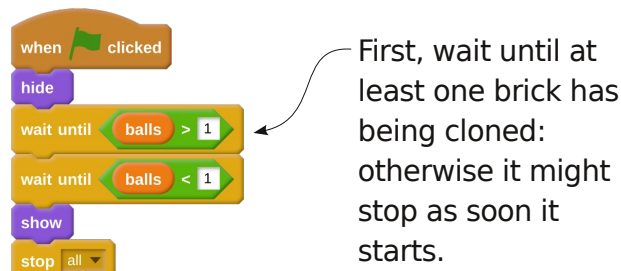 when clicked
hide
wait until balls > 1
wait until balls < 1
show
stop all
First, wait until at
least one brick has
being cloned:
otherwise it might
stop as soon it
starts.